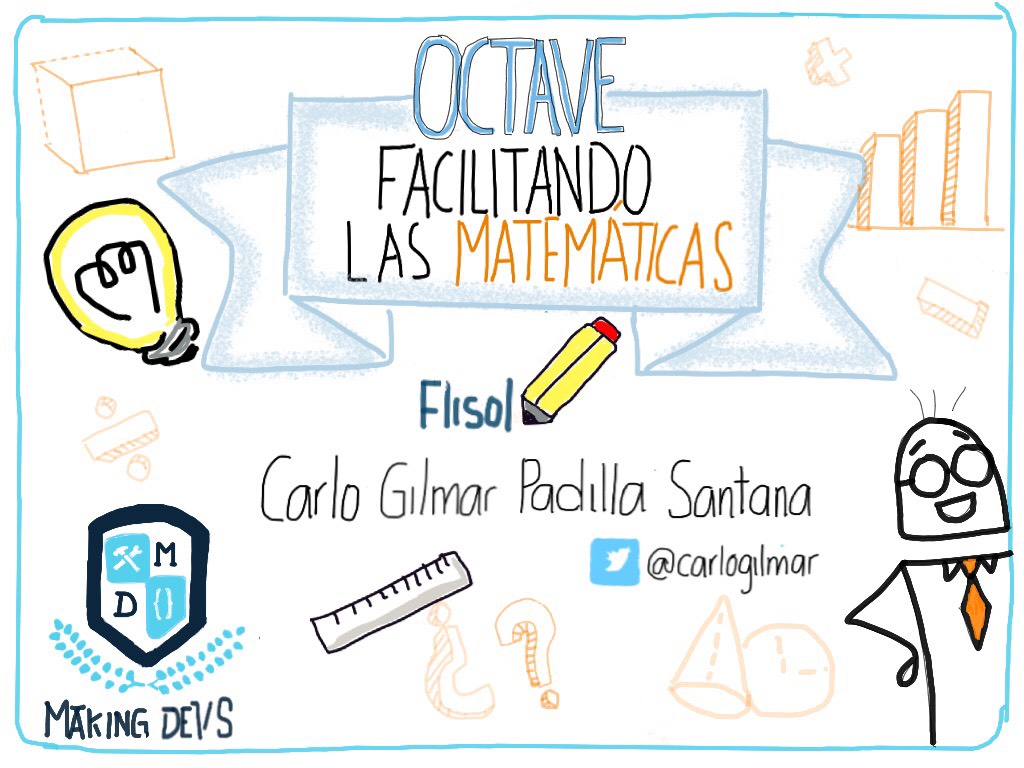 OCTAVE
FACILITANDO
LAS MATEMÁTICAS
Flisol
Carlo Gilmar Padilla Santana
@carlogilmar
M
D {}
MAKING DEVS
¿ ?